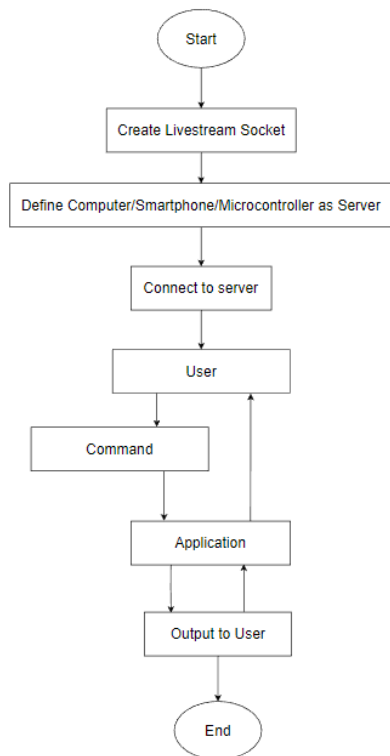 Start
Create Livestream Socket
Define Computer/Smartphone/Microcontroller as Server
Connect to server
User
Command
Application
Output to User
End